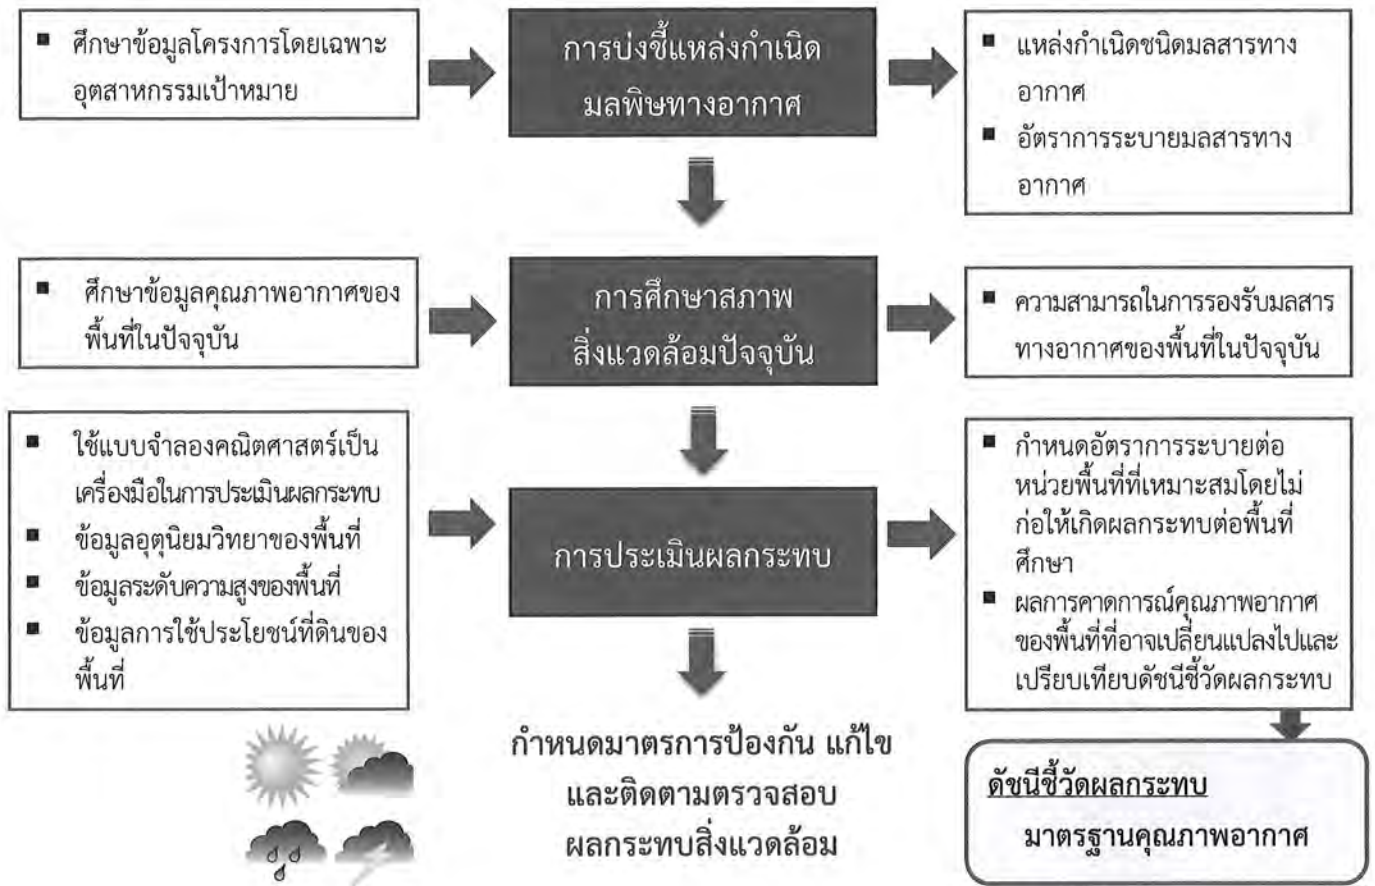 ▪ ศึกษาข้อมูลโครงการโดยเฉพาะ
อุตสาหกรรมเป้าหมาย
การบ่งชี้แหล่งกำเนิด
มลพิษทางอากาศ
▪ แหล่งกำเนิดชนิดมลสารทาง
อากาศ
▪ อัตราการระบายมลสารทาง
อากาศ
▪ ศึกษาข้อมูลคุณภาพอากาศของ
พื้นที่ในปัจจุบัน
การศึกษาสภาพ
สิ่งแวดล้อมปัจจุบัน
▪ ความสามารถในการรองรับมลสาร
ทางอากาศของพื้นที่ในปัจจุบัน
▪ ใช้แบบจำลองคณิตศาสตร์เป็น
เครื่องมือในการประเมินผลกระทบ
▪ ข้อมูลอุตุนิยมวิทยาของพื้นที่
▪ ข้อมูลระดับความสูงของพื้นที่
▪ ข้อมูลการใช้ประโยชน์ที่ดินของ
พื้นที่
การประเมินผลกระทบ
▪ กำหนดอัตราการระบายต่อ
หน่วยพื้นที่ที่เหมาะสมโดยไม่
ก่อให้เกิดผลกระทบต่อพื้นที่
ศึกษา
▪ ผลการคาดการณ์คุณภาพอากาศ
ของพื้นที่ที่อาจเปลี่ยนแปลงไปและ
เปรียบเทียบดัชนีชี้วัดผลกระทบ
กำหนดมาตรการป้องกัน แก้ไข
และติดตามตรวจสอบ
ผลกระทบสิ่งแวดล้อม
ดัชนีชี้วัดผลกระทบ
มาตรฐานคุณภาพอากาศ